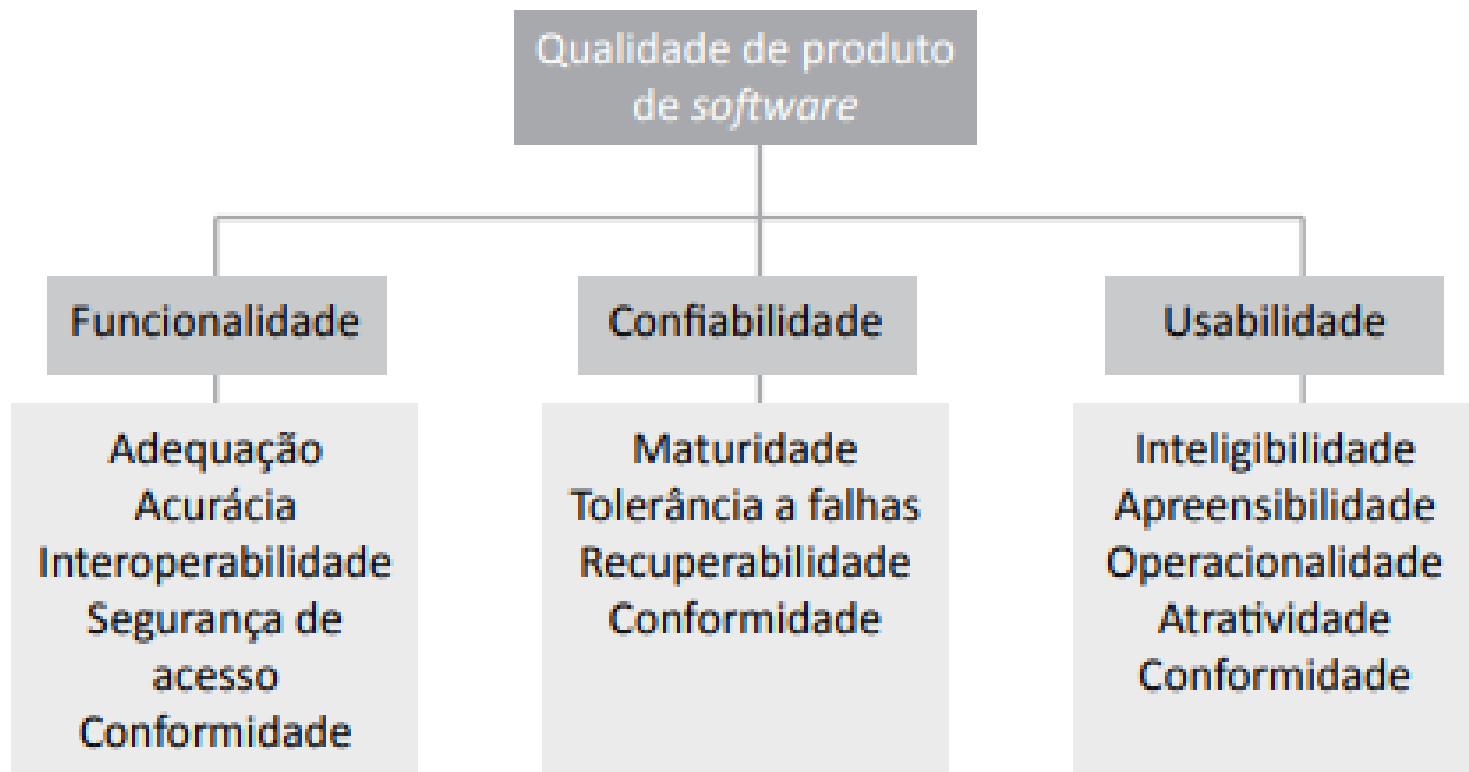 Qualidade de produto
de software
Funcionalidade
Confiabilidade
Usabilidade
Adequação
Acurácia
Interoperabilidade
Segurança de
acesso
Conformidade
Maturidade
Tolerância a falhas
Recuperabilidade
Conformidade
Inteligibilidade
Apreensibilidade
Operacionalidade
Atratividade
Conformidade